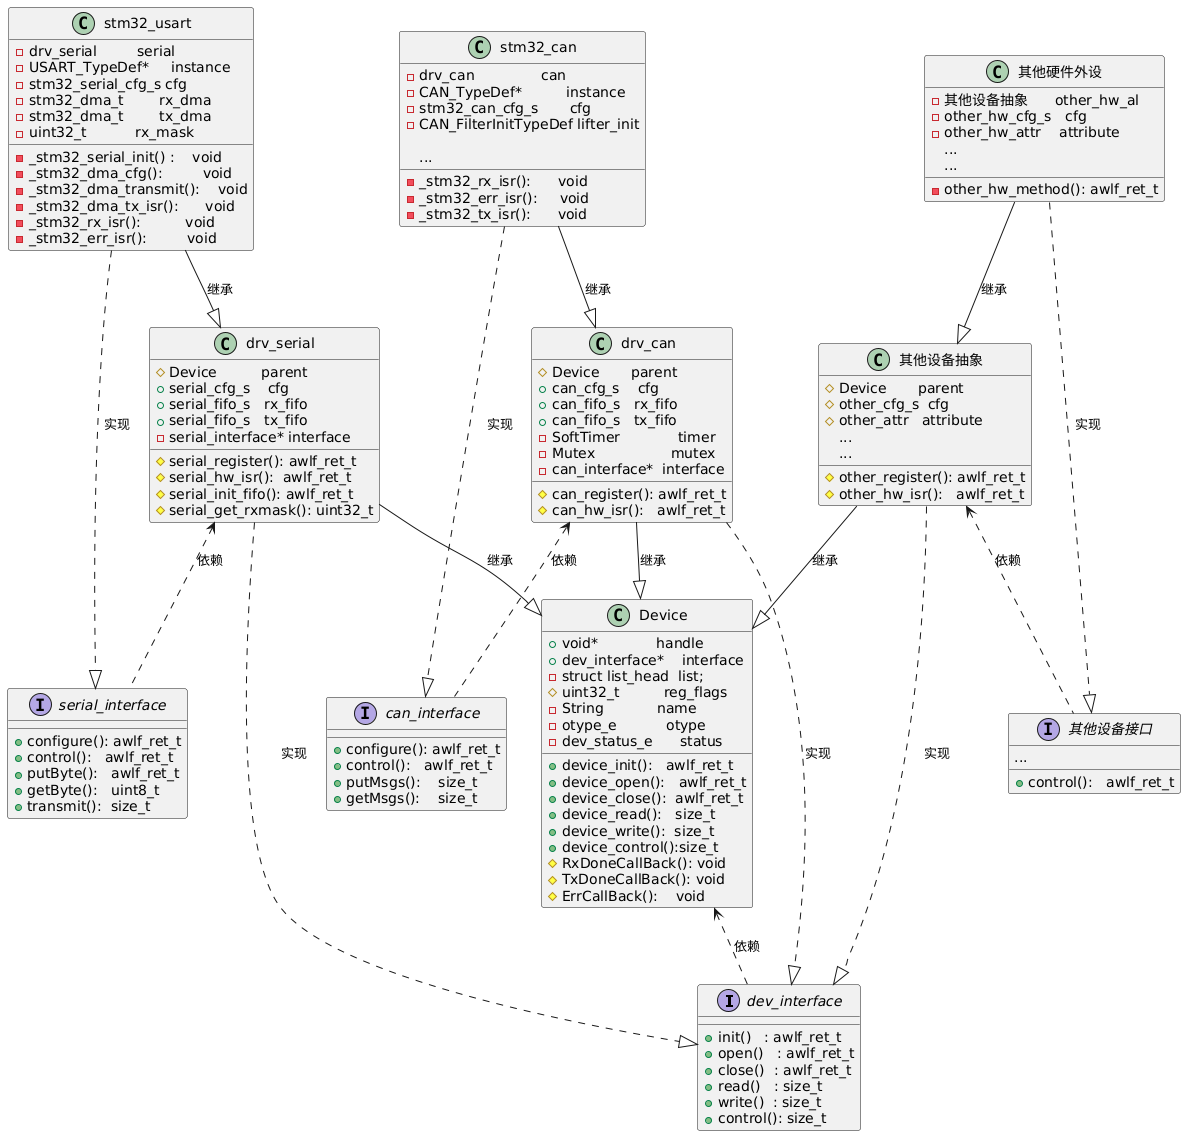 C stm32_usart
drv_serial serial
USART_TypeDef* instance
stm32_serial_cfg_s cfg
stm32_dma_t rx_dma
stm32_dma_t tx_dma
uint32_t rx_mask
_stm32_serial_init() : void
_stm32_dma_cfg(): void
_stm32_dma_transmit(): void
_stm32_dma_tx_isr(): void
_stm32_rx_isr(): void
_stm32_err_isr(): void
C stm32_can
drv_can can
CAN_TypeDef* instance
stm32_can_cfg_s cfg
CAN_FilterInitTypeDef lifter_init
...
_stm32_rx_isr(): void
_stm32_err_isr(): void
_stm32_tx_isr(): void
C 其他硬件外设
其他设备抽象 other_hw_al
other_hw_cfg_s cfg
other_hw_attr attribute
...
...
other_hw_method(): awlf_ret_t
继承
继承
继承
C drv_serial
Device parent
serial_cfg_s cfg
serial_fifo_s rx_fifo
serial_fifo_s tx_fifo
serial_interface* interface
serial_register(): awlf_ret_t
serial_hw_isr(): awlf_ret_t
serial_init_fifo(): awlf_ret_t
serial_get_rxmask(): uint32_t
C drv_can
Device parent
can_cfg_s cfg
can_fifo_s rx_fifo
can_fifo_s tx_fifo
SoftTimer timer
Mutex mutex
can_interface* interface
can_register(): awlf_ret_t
can_hw_isr(): awlf_ret_t
C 其他设备抽象
Device parent
other_cfg_s cfg
other_attr attribute
...
...
other_register(): awlf_ret_t
other_hw_isr(): awlf_ret_t
实现
实现
实现
依赖
继承
依赖
继承
继承
依赖
C Device
void* handle
dev_interface* interface
struct list_head list;
uint32_t reg_flags
String name
otype_e otype
dev_status_e status
device_init(): awlf_ret_t
device_open(): awlf_ret_t
device_close(): awlf_ret_t
device_read(): size_t
device_write(): size_t
device_control():size_t
RxDoneCallBack(): void
TxDoneCallBack(): void
ErrCallBack(): void
I serial_interface
configure(): awlf_ret_t
control(): awlf_ret_t
putByte(): awlf_ret_t
getByte(): uint8_t
transmit(): size_t
实现
I can_interface
configure(): awlf_ret_t
control(): awlf_ret_t
putMsgs(): size_t
getMsgs(): size_t
实现
实现
I 其他设备接口
...
control(): awlf_ret_t
依赖
I dev_interface
init() : awlf_ret_t
open() : awlf_ret_t
close() : awlf_ret_t
read() : size_t
write() : size_t
control(): size_t